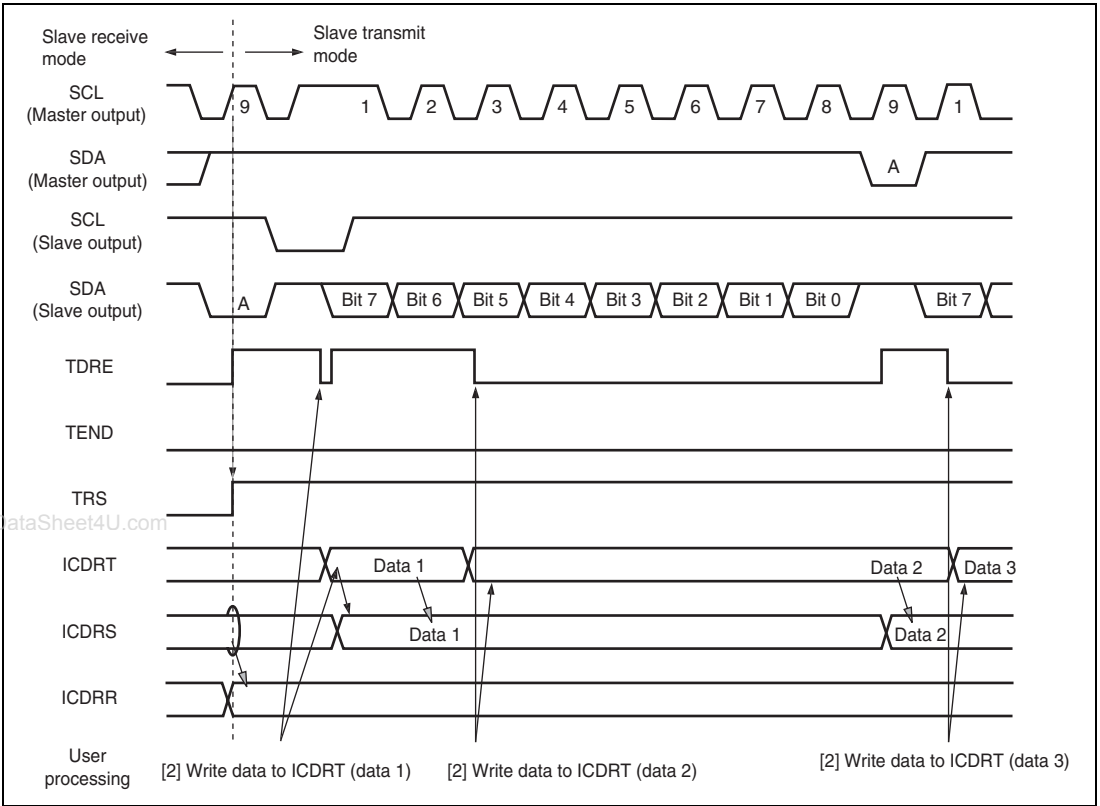 Slave receive
mode
Slave transmit
mode
SCL
(Master output)
9 1 2 3 4 5 6 7 8 9 1
SDA
(Master output)
A
SCL
(Slave output)
SDA
(Slave output)
A Bit 7 Bit 6 Bit 5 Bit 4 Bit 3 Bit 2 Bit 1 Bit 0 Bit 7
TDRE
TEND
TRS
ataSheet4U.com
ICDRT
Data 1 Data 2 Data 3
ICDRS
Data 1 Data 2
ICDRR
User
processing
[2] Write data to ICDRT (data 1)
[2] Write data to ICDRT (data 2)
[2] Write data to ICDRT (data 3)